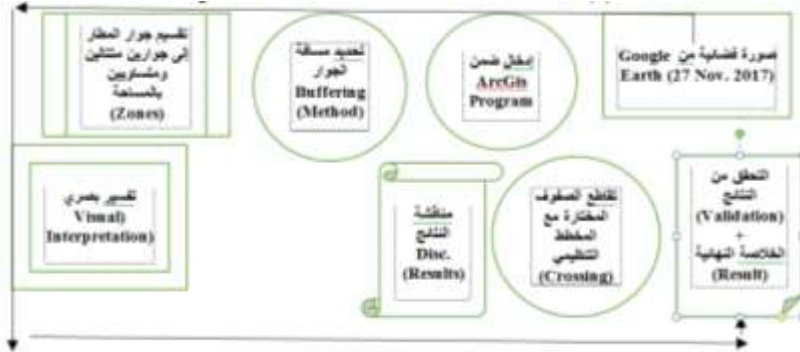 صورة فضائية من Google
Earth (27 Nov. 2017)
إدخال ضمن
ArcGis
Program
تحديد مسافة
الجوار
Buffering
(Method)
تقسيم جوار المطار
إلى جوارين متتالين
ومتساويين
بالمساحة
(Zones)
تفسير بصري
Visual)
Interpretation)
مناقشة
النتائج
Disc.
(Results)
تقاطع الصفوف
المختارة مع
المخطط
التنظيمي
(Crossing)
التحقق من
النتائج
(Validation)
+
الخلاصة النهائية
(Result)